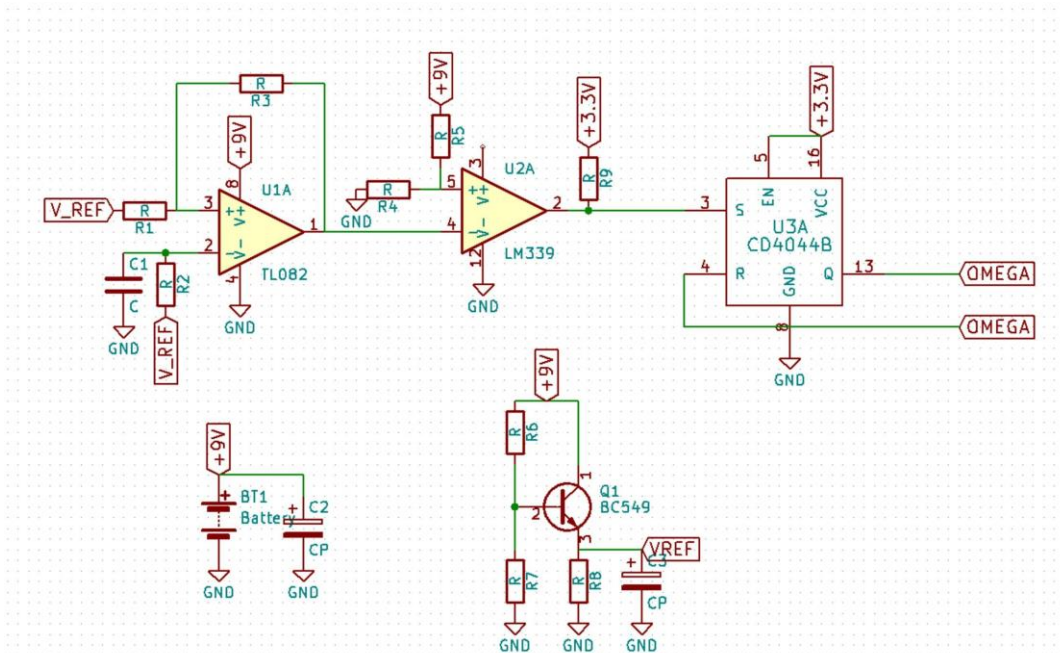 R
R3
+9V
8
U1A
V_REF
R
R1
3
+
V+
2
-
V-
1
TL082
4
GND
C1
C
GND
R
R2
V_REF
+9V
R
R5
R
R4
GND
3
U2A
5
+
V+
4
-
V-
2
LM339
12
GND
+3.3V
R
R9
+3.3V
5
16
EN
VCC
3
S
U3A
CD4044B
4
R
Q
13
GND
8
GND
OMEGA
OMEGA
+9V
BT1
Battery
+
C2
CP
GND
GND
+9V
R
R6
1
Q1
BC549
2
3
VREF
R
R7
R
R8
+
C3
CP
GND
GND
GND